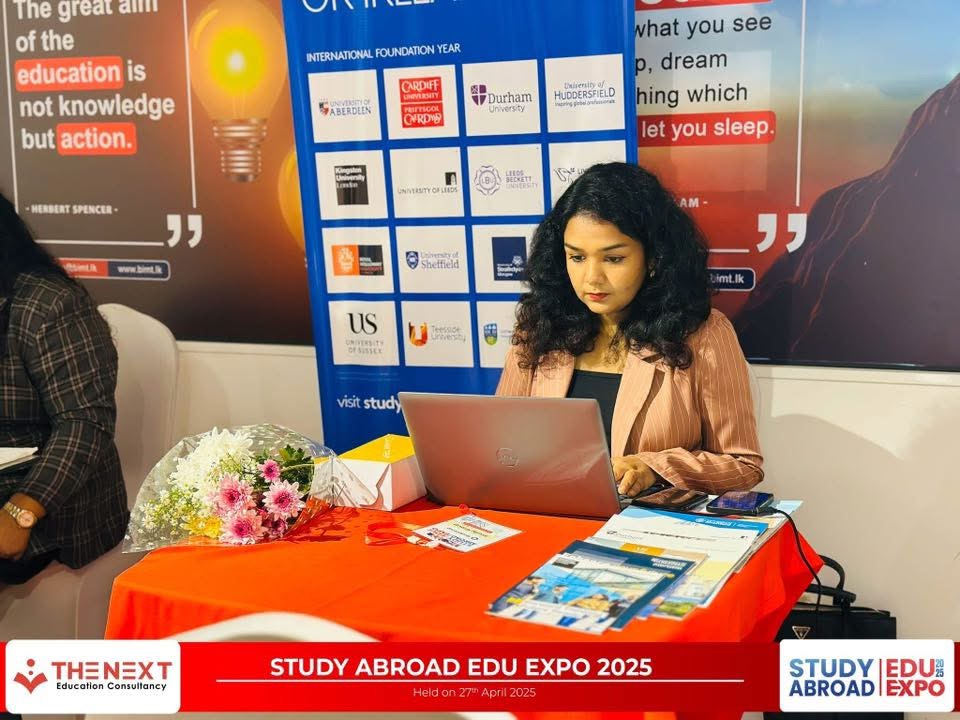 The great aim
of the
education is
not knowledge
but action.
- HERBERT SPENCER -
www.bimt.lk
INTERNATIONAL FOUNDATION YEAR
UNIVERSITY OF
ABERDEEN
CARDIFF
UNIVERSITY
PRIFYSGOL
CAERDYDD
Durham
University
University of
HUDDERSFIELD
Inspiring global professionals
Kingston
University
London
UNIVERSITY OF LEEDS
LEEDS
BECKETT
UNIVERSITY
University of
Sheffield
US
UNIVERSITY
OF SUSSEX
Teesside
University
visit study
what you see
dream
which
let you sleep.
bimt.lk
DELL
THE NEXT
Education Consultancy
STUDY ABROAD EDU EXPO 2025
Held on 27th April 2025
STUDY
ABROAD
EDU 2025
EXPO